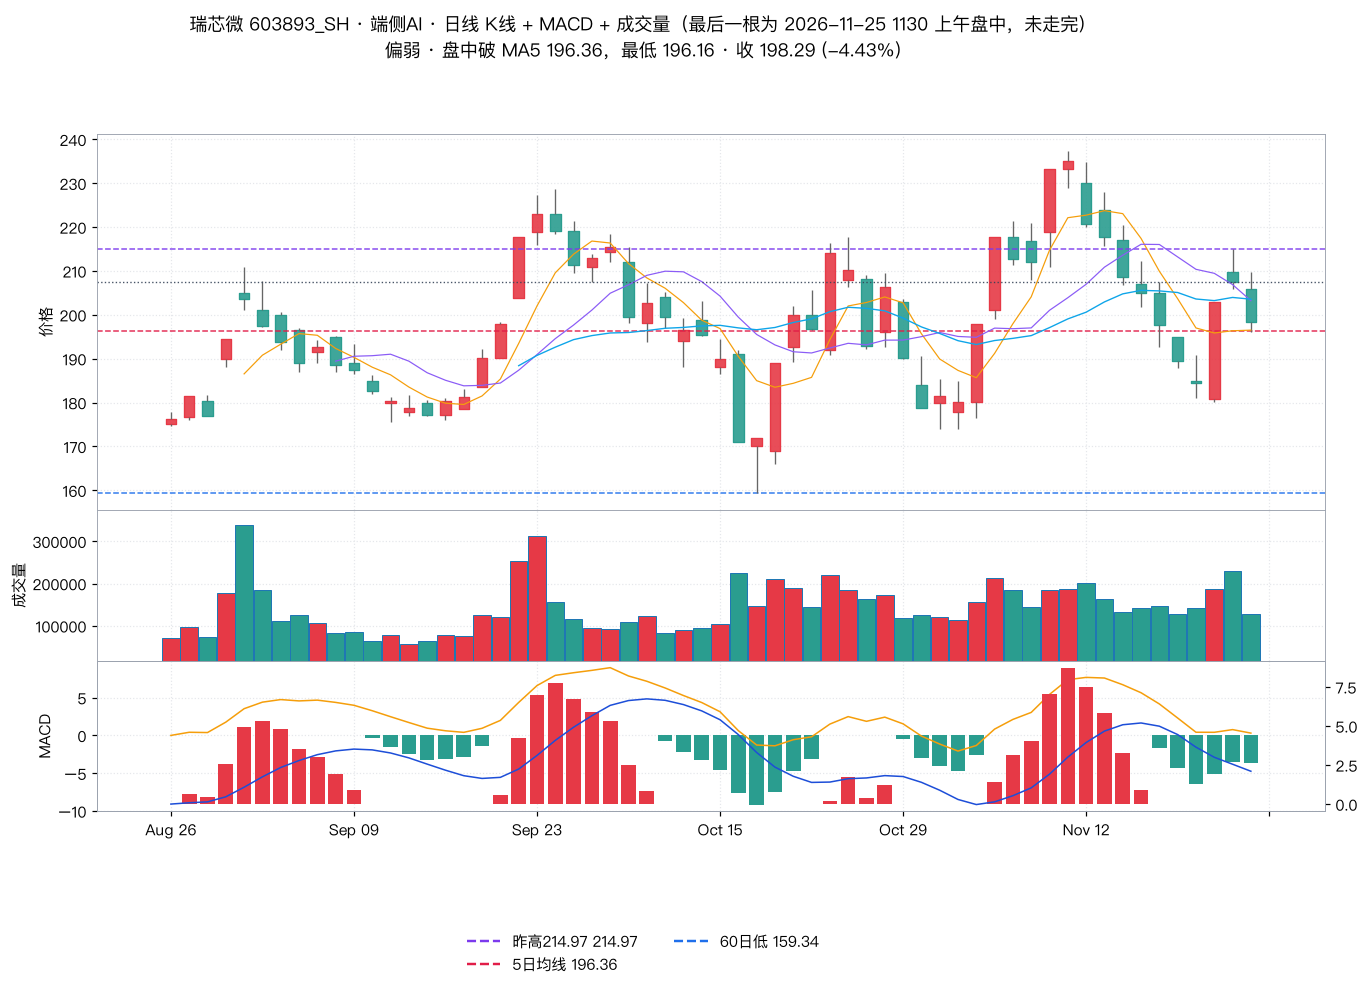 瑞芯微 603893_SH · 端侧AI · 日线 K线 + MACD + 成交量（最后一根为 2026-11-25 1130 上午盘中，未走完）
偏弱 · 盘中破 MA5 196.36，最低 196.16 · 收 198.29 (-4.43%)
240
230
220
210
200
190
180
170
160
价格
300000
200000
100000
成交量
5
0
-5
-10
MACD
7.5
5.0
2.5
0.0
Aug 26
Sep 09
Sep 23
Oct 15
Oct 29
Nov 12
昨高214.97 214.97
60日低 159.34
5日均线 196.36